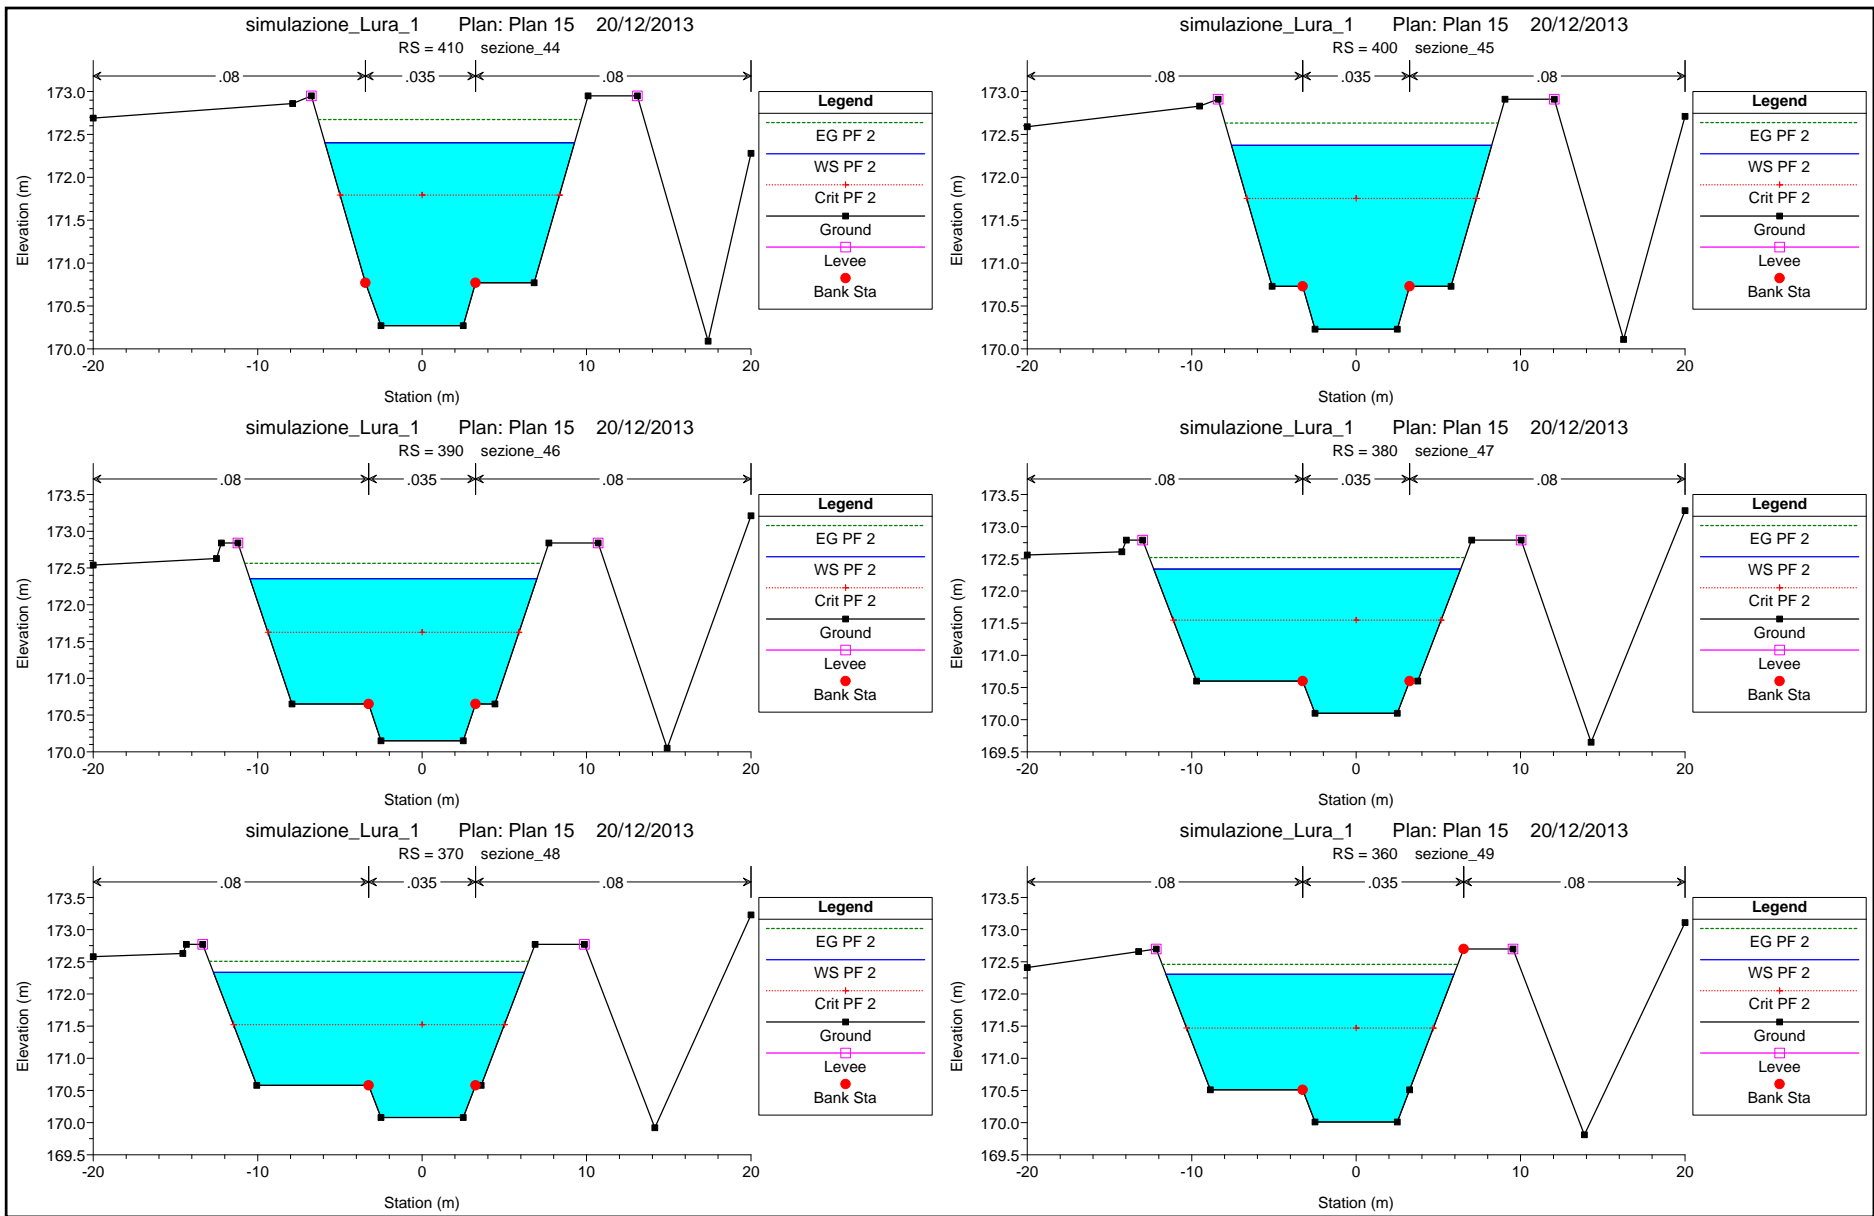 simulazione_Lura_1 Plan: Plan 15 20/12/2013
RS = 410 sezione_44
.08 .035 .08
173.0
172.5
172.0
171.5
171.0
170.5
170.0
Elevation (m)
-20 -10 0 10 20
Station (m)
Legend
EG PF 2
WS PF 2
Crit PF 2
Ground
Levee
Bank Sta
simulazione_Lura_1 Plan: Plan 15 20/12/2013
RS = 400 sezione_45
.08 .035 .08
173.0
172.5
172.0
171.5
171.0
170.5
170.0
Elevation (m)
-20 -10 0 10 20
Station (m)
Legend
EG PF 2
WS PF 2
Crit PF 2
Ground
Levee
Bank Sta
simulazione_Lura_1 Plan: Plan 15 20/12/2013
RS = 390 sezione_46
.08 .035 .08
173.5
173.0
172.5
172.0
171.5
171.0
170.5
170.0
Elevation (m)
-20 -10 0 10 20
Station (m)
Legend
EG PF 2
WS PF 2
Crit PF 2
Ground
Levee
Bank Sta
simulazione_Lura_1 Plan: Plan 15 20/12/2013
RS = 380 sezione_47
.08 .035 .08
173.5
173.0
172.5
172.0
171.5
171.0
170.5
170.0
169.5
Elevation (m)
-20 -10 0 10 20
Station (m)
Legend
EG PF 2
WS PF 2
Crit PF 2
Ground
Levee
Bank Sta
simulazione_Lura_1 Plan: Plan 15 20/12/2013
RS = 370 sezione_48
.08 .035 .08
173.5
173.0
172.5
172.0
171.5
171.0
170.5
170.0
169.5
Elevation (m)
-20 -10 0 10 20
Station (m)
Legend
EG PF 2
WS PF 2
Crit PF 2
Ground
Levee
Bank Sta
simulazione_Lura_1 Plan: Plan 15 20/12/2013
RS = 360 sezione_49
.08 .035 .08
173.5
173.0
172.5
172.0
171.5
171.0
170.5
170.0
169.5
Elevation (m)
-20 -10 0 10 20
Station (m)
Legend
EG PF 2
WS PF 2
Crit PF 2
Ground
Levee
Bank Sta